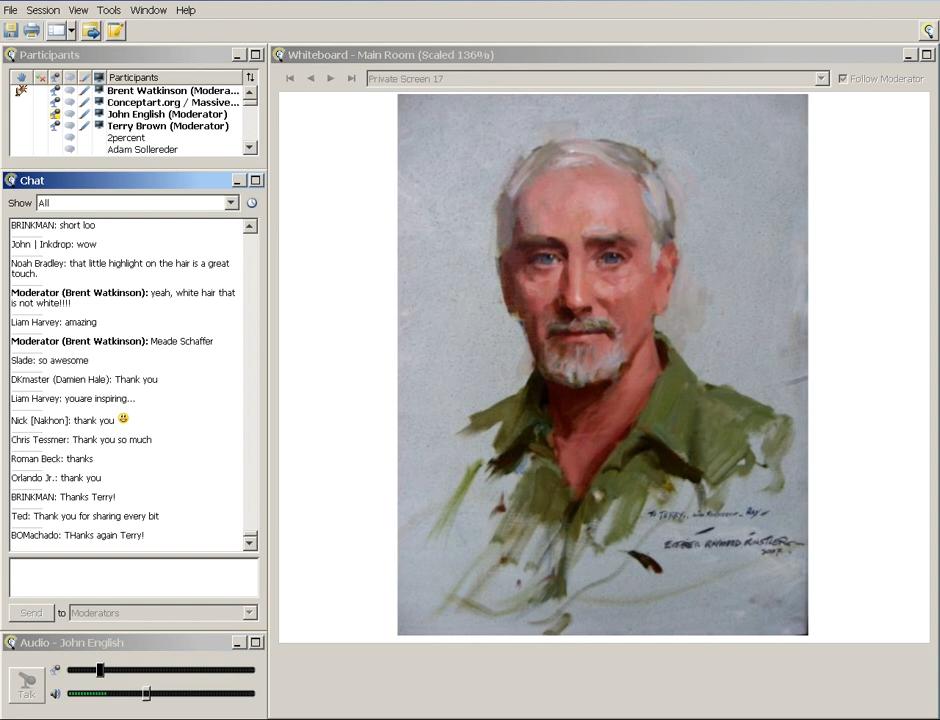 File Session View Tools Window Help
Participants
Participants
Brent Watkinson (Modera...
Conceptart.org / Massive...
John English (Moderator)
Terry Brown (Moderator)
2percent
Adam Sollereder
Chat
Show All
BRINKMAN: short loo
John | Inkdrop: wow
Noah Bradley: that little highlight on the hair is a great
touch.
Moderator (Brent Watkinson): yeah, white hair that
is not white!!!!
Liam Harvey: amazing
Moderator (Brent Watkinson): Meade Schaffer
Slade: so awesome
DKmaster (Damien Hale): Thank you
Liam Harvey: youare inspiring...
Nick [Nakhon]: thank you
Chris Tessmer: Thank you so much
Roman Beck: thanks
Orlando Jr.: thank you
BRINKMAN: Thanks Terry!
Ted: Thank you for sharing every bit
BOMachado: THanks again Terry!
Send to Moderators
Audio - John English
Talk
Whiteboard - Main Room (Scaled 136%)
Private Screen 17 Follow Moderator
To TERRY,
2007